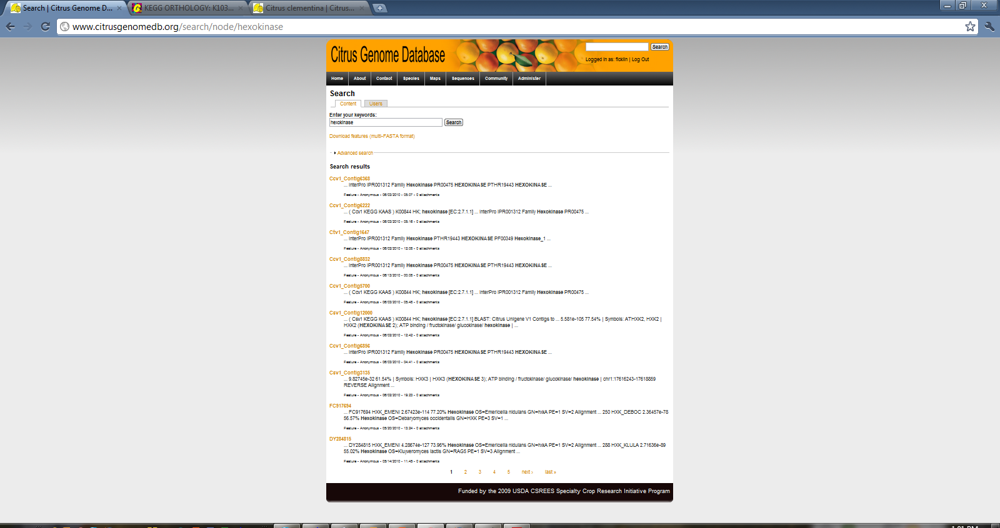 Search | Citrus Genome D...
KEGG ORTHOLOGY: K103...
Citrus clementina | Citrus...
www.citrusgenomedb.org/search/node/hexokinase
Citrus Genome Database
Search
Logged in as: ficklin | Log Out
Home About Contact Species Maps Sequences Community Administer
Search
Content Users
Enter your keywords:
hexokinase Search
Download features (multi-FASTA format)
Advanced search
Search results
Ccv1_Contig6368
... InterPro IPR001312 Family Hexokinase PR00475 HEXOKINASE PTHR19443 HEXOKINASE ...
Feature - Anonymous - 06/03/2010 - 05:07 - 0 attachments
Ccv1_Contig6222
... ( Ccv1 KEGG KAAS ) K00844 HK; hexokinase [EC:2.7.1.1] ... InterPro IPR001312 Family Hexokinase PR00475 ...
Feature - Anonymous - 06/03/2010 - 05:16 - 0 attachments
Ctv1_Contig1647
... InterPro IPR001312 Family Hexokinase PTHR19443 HEXOKINASE PF00349 Hexokinase_1 ...
Feature - Anonymous - 06/02/2010 - 12:05 - 0 attachments
Ccv1_Contig8832
... InterPro IPR001312 Family Hexokinase PR00475 HEXOKINASE PTHR19443 HEXOKINASE ...
Feature - Anonymous - 06/13/2010 - 00:05 - 0 attachments
Ccv1_Contig5700
... ( Ccv1 KEGG KAAS ) K00844 HK; hexokinase [EC:2.7.1.1] ... InterPro IPR001312 Family Hexokinase PR00475 ...
Feature - Anonymous - 06/03/2010 - 05:45 - 0 attachments
Csv1_Contig12000
... ( Csv1 KEGG KAAS ) K00844 HK; hexokinase [EC:2.7.1.1] BLAST: Citrus Unigene V1 Contigs to ... 5.581e-105 77.54% | Symbols: ATHXK2, HXK2 |
HXK2 (HEXOKINASE 2); ATP binding / fructokinase/ glucokinase/ hexokinase | ...
Feature - Anonymous - 06/02/2010 - 12:42 - 0 attachments
Ccv1_Contig6856
... InterPro IPR001312 Family Hexokinase PR00475 HEXOKINASE PTHR19443 HEXOKINASE ...
Feature - Anonymous - 06/03/2010 - 04:41 - 0 attachments
Csv1_Contig3135
... 9.82745e-32 61.54% | Symbols: HXK3 | HXK3 (HEXOKINASE 3); ATP binding / fructokinase/ glucokinase/ hexokinase | chr1:17616243-17618859
REVERSE Alignment ...
Feature - Anonymous - 06/02/2010 - 19:23 - 0 attachments
FC917694
... FC917694 HXK_EMENI 2.67423e-114 77.20% Hexokinase OS=Emericella nidulans GN=hxkA PE=1 SV=2 Alignment ... 250 HXK_DEBOC 2.36457e-78
56.57% Hexokinase OS=Debaryomyces occidentalis GN=HXK PE=3 SV=1 ...
Feature - Anonymous - 05/20/2010 - 13:24 - 0 attachments
DY284815
... DY284815 HXK_EMENI 4.28674e-127 73.96% Hexokinase OS=Emericella nidulans GN=hxkA PE=1 SV=2 Alignment ... 288 HXK_KLULA 2.71636e-89
55.02% Hexokinase OS=Kluyveromyces lactis GN=RAG5 PE=1 SV=3 Alignment ...
Feature - Anonymous - 05/14/2010 - 11:45 - 0 attachments
1 2 3 4 5 next › last »
Funded by the 2009 USDA CSREES Specialty Crop Research Initiative Program
1:01 PM